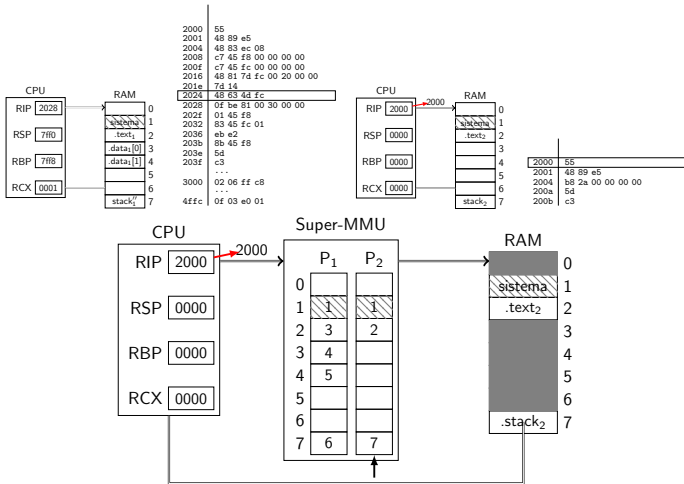 2000 55
2001 48 89 e5
2004 48 83 ec 08
2008 c7 45 f8 00 00 00 00
200f c7 45 fc 00 00 00 00
2016 48 81 7d fc 00 20 00 00
201e 7d 14
2024 48 63 4d fc
2028 0f be 81 00 30 00 00
202f 01 45 f8
2032 83 45 fc 01
2036 eb e2
203b 8b 45 f8
203e 5d
203f c3
...
3000 02 06 ff c8
...
4ffc 0f 03 e0 01
CPU
RIP 2028
RSP 7ff0
RBP 7ff8
RCX 0001
RAM
0
sistema 1
.text₁ 2
.data₁[0] 3
.data₁[1] 4
6
stack₁′′ 7
CPU
RIP 2000
RSP 0000
RBP 0000
RCX 0000
2000
RAM
0
sistema 1
.text₂ 2
3
4
6
stack₂ 7
2000 55
2001 48 89 e5
2004 b8 2a 00 00 00 00
200a 5d
200b c3
CPU
RIP 2000
RSP 0000
RBP 0000
RCX 0000
2000
Super-MMU
P₁ P₂
0
1 1 1
2 3 2
3 4
4 5
5
6
7 6 7
RAM
0
sistema 1
.text₂ 2
3
4
5
6
.stack₂ 7